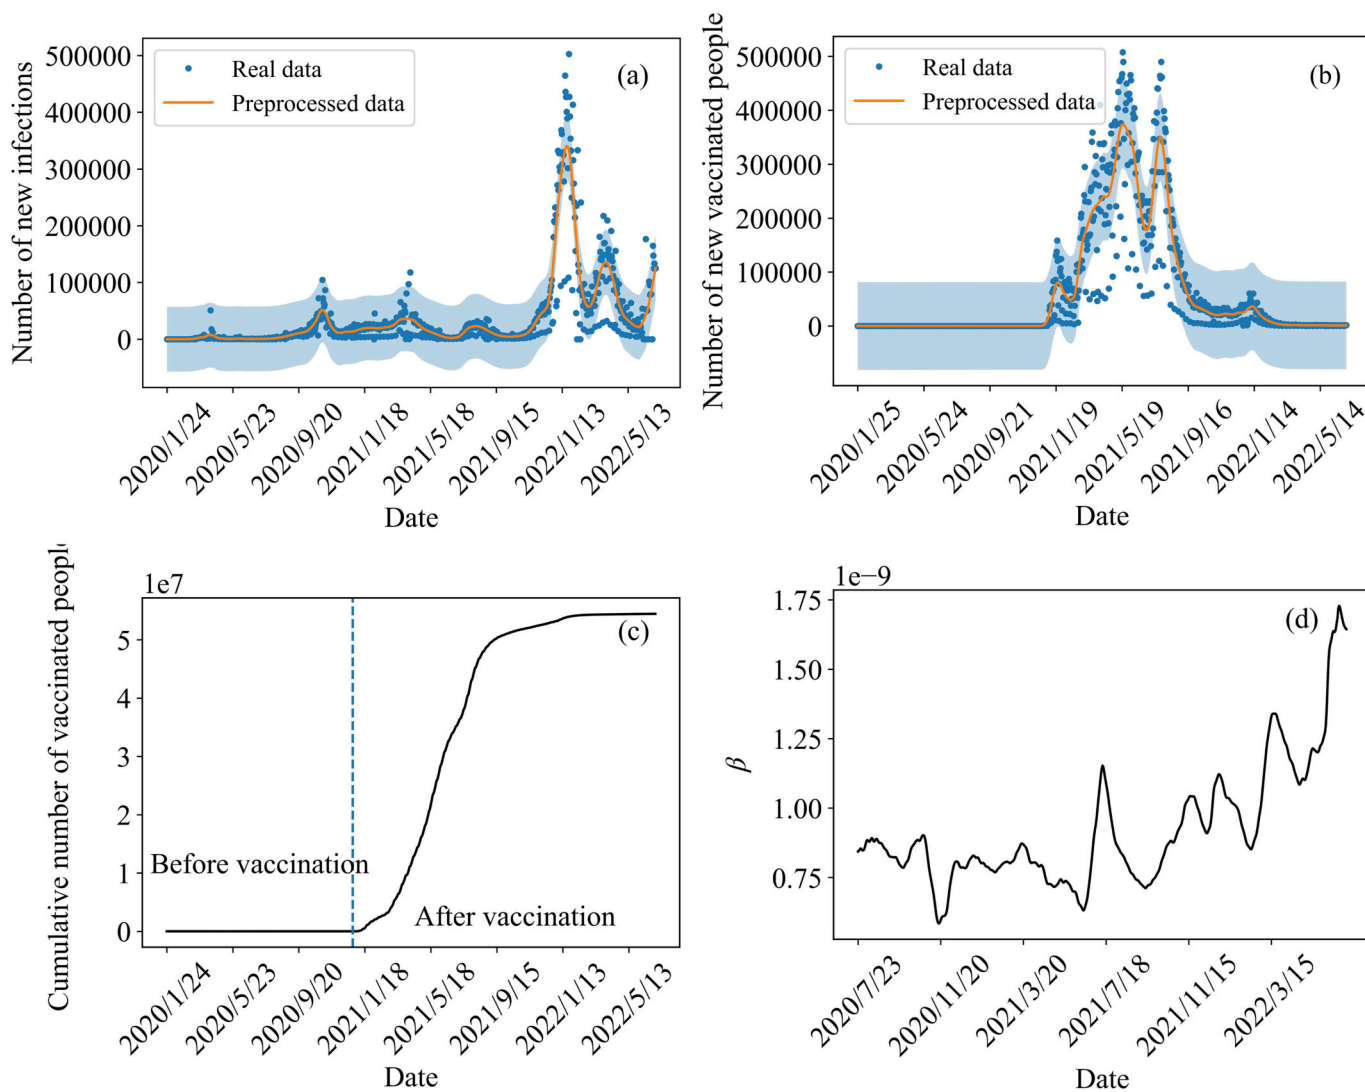 500000
400000
300000
200000
100000
0
Number of new infections
Real data
Preprocessed data
(a)
2020/1/24
2020/5/23
2020/9/20
2021/1/18
2021/5/18
2021/9/15
2022/1/13
2022/5/13
Date
500000
400000
300000
200000
100000
0
Number of new vaccinated people
Real data
Preprocessed data
(b)
2020/1/25
2020/5/24
2020/9/21
2021/1/19
2021/5/19
2021/9/16
2022/1/14
2022/5/14
Date
1e7
5
4
3
2
1
0
Cumulative number of vaccinated people
(c)
Before vaccination
After vaccination
2020/1/24
2020/5/23
2020/9/20
2021/1/18
2021/5/18
2021/9/15
2022/1/13
2022/5/13
Date
1e−9
1.75
1.50
1.25
1.00
0.75
β
(d)
2020/7/23
2020/11/20
2021/3/20
2021/7/18
2021/11/15
2022/3/15
Date